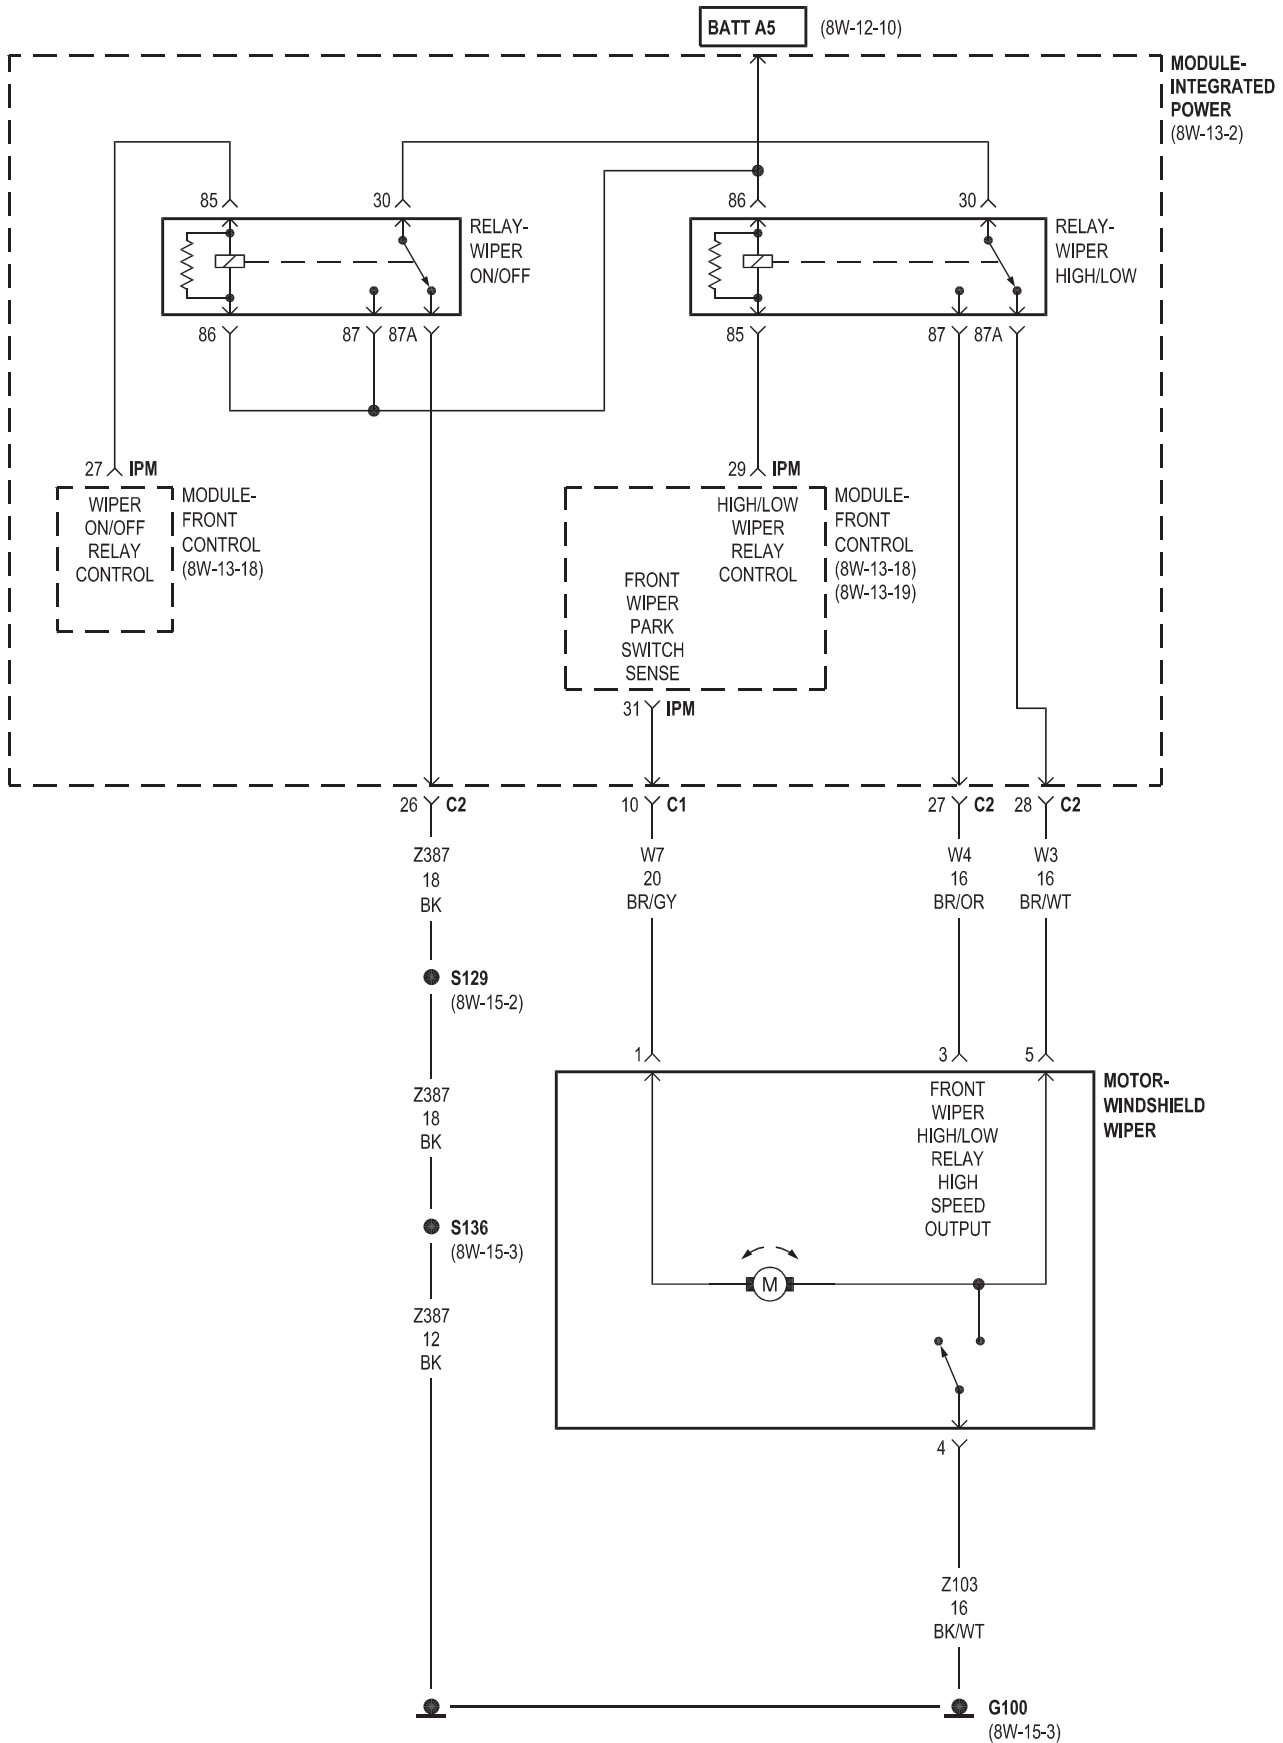 BATT A5 (8W-12-10)
MODULE-
INTEGRATED
POWER
(8W-13-2)
85 30 86 30
RELAY-
WIPER
ON/OFF
RELAY-
WIPER
HIGH/LOW
86 87 87A 85 87 87A
27 IPM
WIPER
ON/OFF
RELAY
CONTROL
MODULE-
FRONT
CONTROL
(8W-13-18)
29 IPM
HIGH/LOW
WIPER
RELAY
CONTROL
MODULE-
FRONT
CONTROL
(8W-13-18)
(8W-13-19)
FRONT
WIPER
PARK
SWITCH
SENSE
31 IPM
26 C2 10 C1 27 C2 28 C2
Z387
18
BK
W7
20
BR/GY
W4
16
BR/OR
W3
16
BR/WT
S129
(8W-15-2)
1 3 5
Z387
18
BK
FRONT
WIPER
HIGH/LOW
RELAY
HIGH
SPEED
OUTPUT
MOTOR-
WINDSHIELD
WIPER
S136
(8W-15-3)
M
Z387
12
BK
4
Z103
16
BK/WT
G100
(8W-15-3)